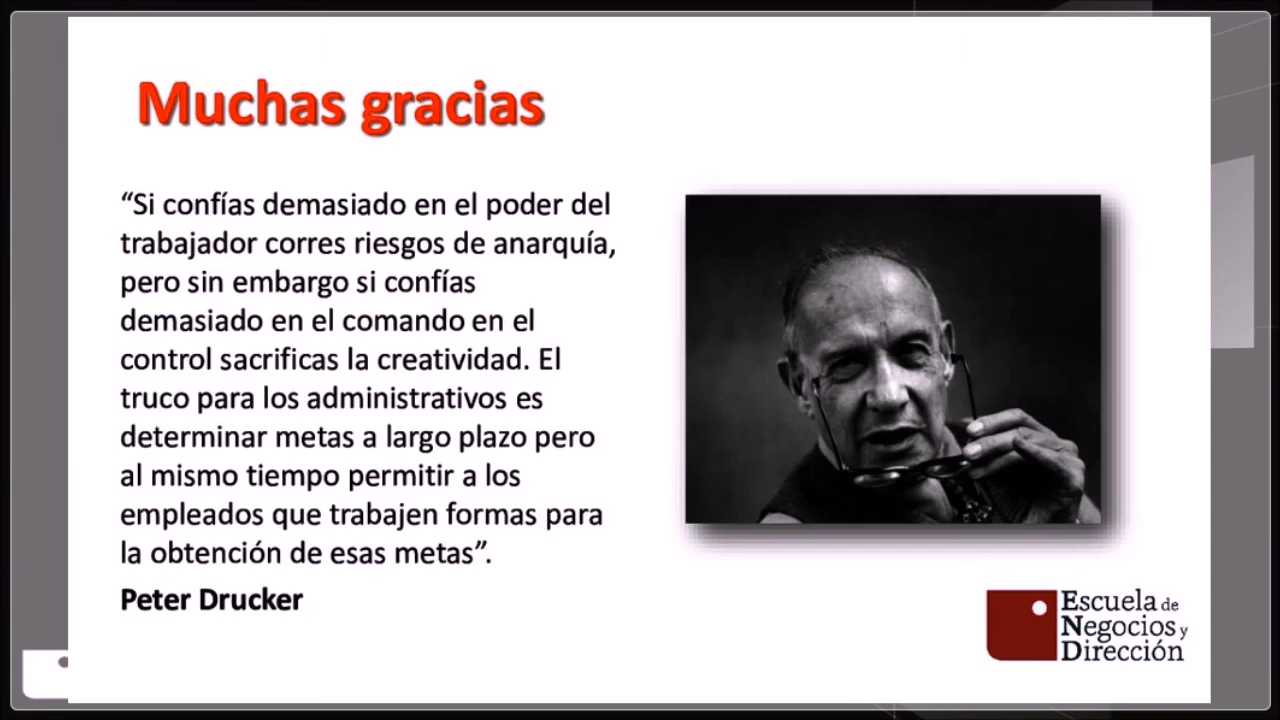 Muchas gracias
“Si confías demasiado en el poder del
trabajador corres riesgos de anarquía,
pero sin embargo si confías
demasiado en el comando en el
control sacrificas la creatividad. El
truco para los administrativos es
determinar metas a largo plazo pero
al mismo tiempo permitir a los
empleados que trabajen formas para
la obtención de esas metas”.
Peter Drucker
Escuela de
Negocios y
Dirección